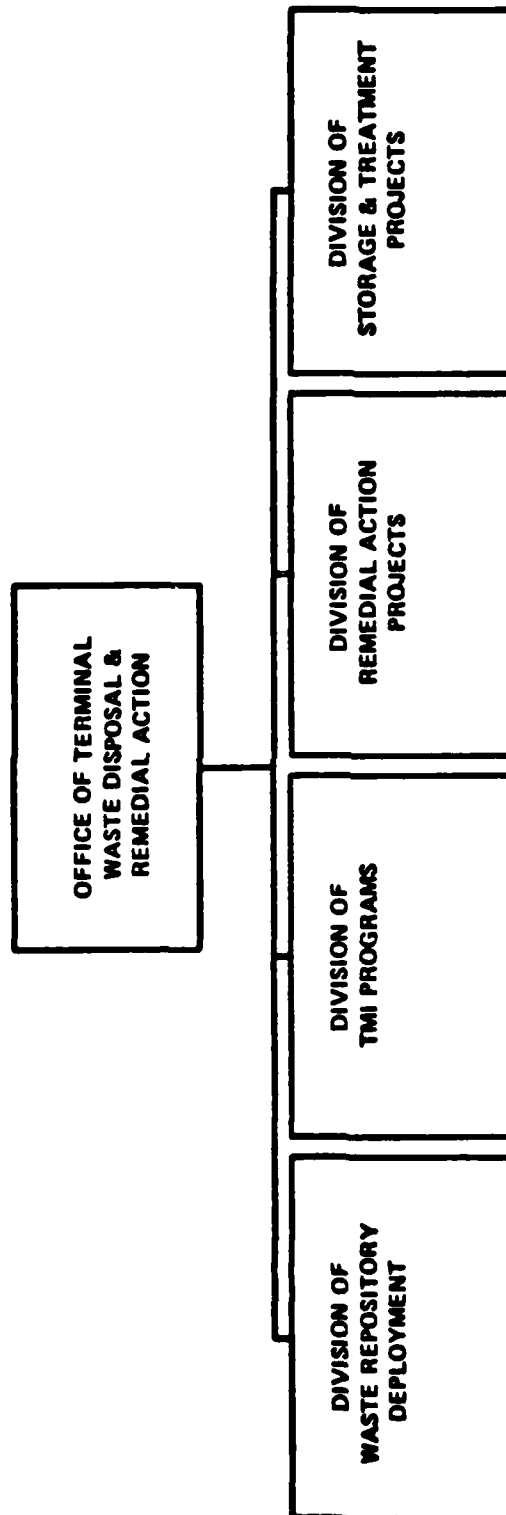 OFFICE OF TERMINAL
WASTE DISPOSAL &
REMEDIAL ACTION
DIVISION OF
WASTE REPOSITORY
DEPLOYMENT
DIVISION OF
TMI PROGRAMS
DIVISION OF
REMEDIAL ACTION
PROJECTS
DIVISION OF
STORAGE & TREATMENT
PROJECTS